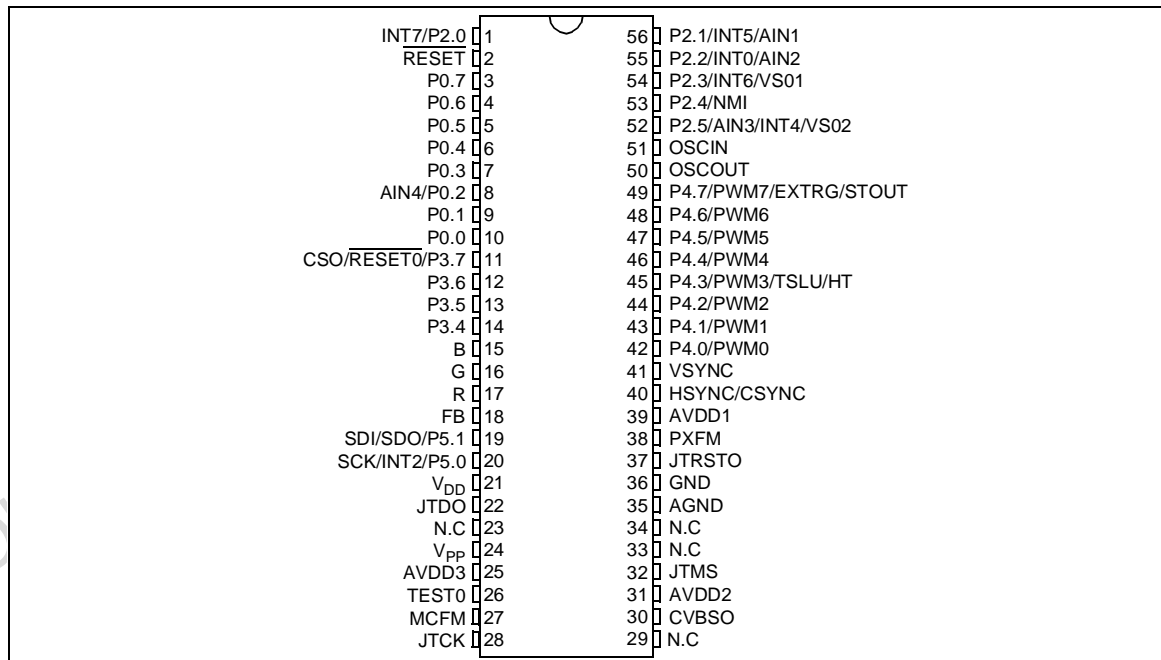 INT7/P2.0 1 56 P2.1/INT5/AIN1
RESET 2 55 P2.2/INT0/AIN2
P0.7 3 54 P2.3/INT6/VS01
P0.6 4 53 P2.4/NMI
P0.5 5 52 P2.5/AIN3/INT4/VS02
P0.4 6 51 OSCIN
P0.3 7 50 OSCOUT
AIN4/P0.2 8 49 P4.7/PWM7/EXTRG/STOUT
P0.1 9 48 P4.6/PWM6
P0.0 10 47 P4.5/PWM5
CSO/RESET0/P3.7 11 46 P4.4/PWM4
P3.6 12 45 P4.3/PWM3/TSLU/HT
P3.5 13 44 P4.2/PWM2
P3.4 14 43 P4.1/PWM1
B 15 42 P4.0/PWM0
G 16 41 VSYNC
R 17 40 HSYNC/CSYNC
FB 18 39 AVDD1
SDI/SDO/P5.1 19 38 PXFM
SCK/INT2/P5.0 20 37 JTRSTO
VDD 21 36 GND
JTDO 22 35 AGND
N.C 23 34 N.C
VPP 24 33 N.C
AVDD3 25 32 JTMS
TEST0 26 31 AVDD2
MCFM 27 30 CVBSO
JTCK 28 29 N.C